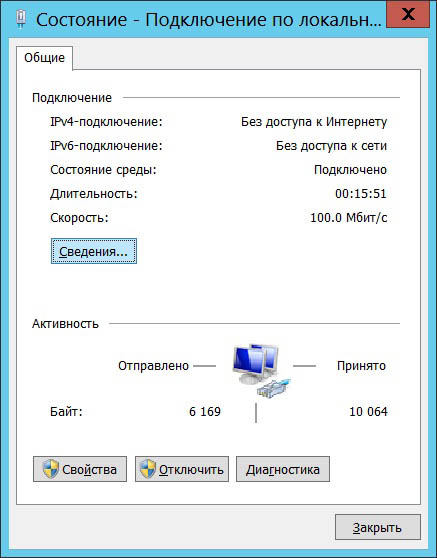 Состояние - Подключение по локальн...
X
Общие
Подключение
IPv4-подключение: Без доступа к Интернету
IPv6-подключение: Без доступа к сети
Состояние среды: Подключено
Длительность: 00:15:51
Скорость: 100.0 Мбит/с
Сведения...
Активность
Отправлено — Принято
Байт: 6 169 | 10 064
Свойства Отключить Диагностика
Закрыть